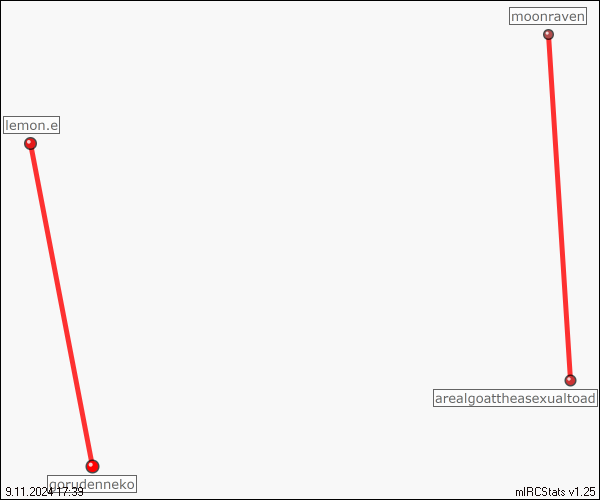 moonraven
lemon.e
arealgoattheasexualtoad
gorudenneko
9.11.2024 17:39
mIRCStats v1.25